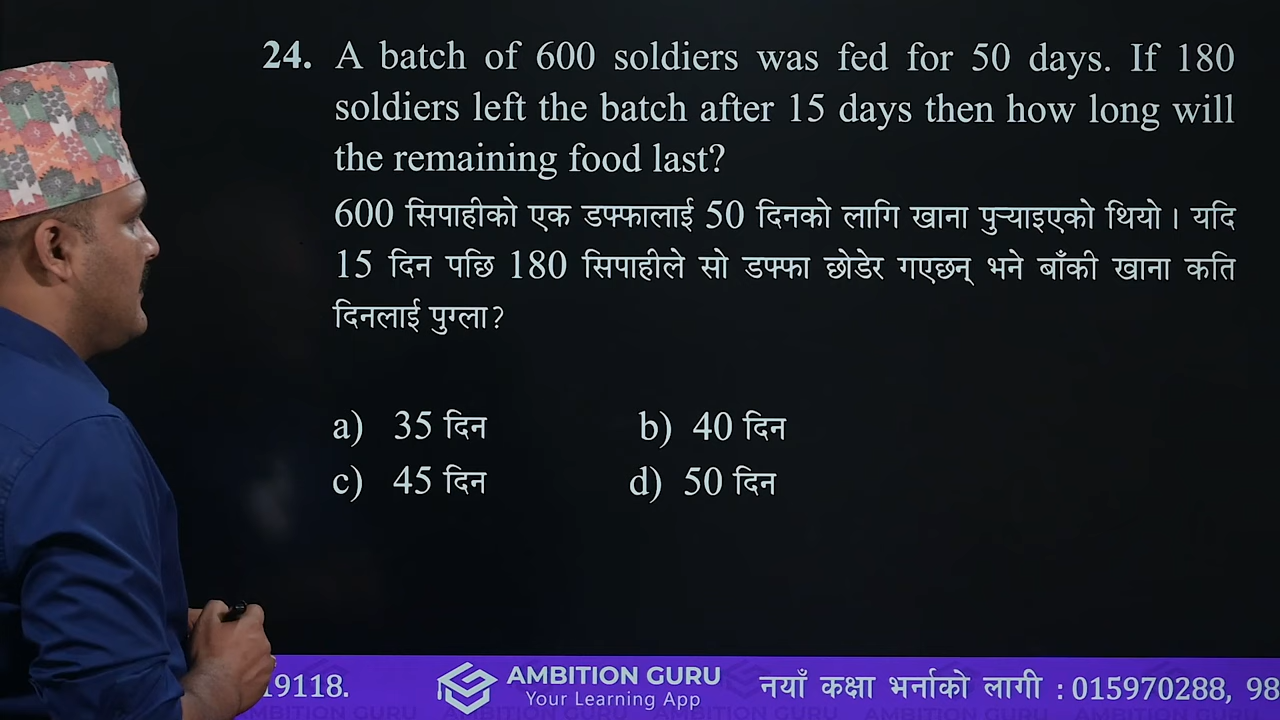 24. A batch of 600 soldiers was fed for 50 days. If 180
soldiers left the batch after 15 days then how long will
the remaining food last?
600 सिपाहीको एक डफ्फालाई 50 दिनको लागि खाना पुऱ्याइएको थियो । यदि
15 दिन पछि 180 सिपाहीले सो डफ्फा छोडेर गएछन् भने बाँकी खाना कति
दिनलाई पुग्ला?
a) 35 दिन b) 40 दिन
c) 45 दिन d) 50 दिन
19118. AMBITION GURU नयाँ कक्षा भर्नाको लागी : 015970288, 98
Your Learning App